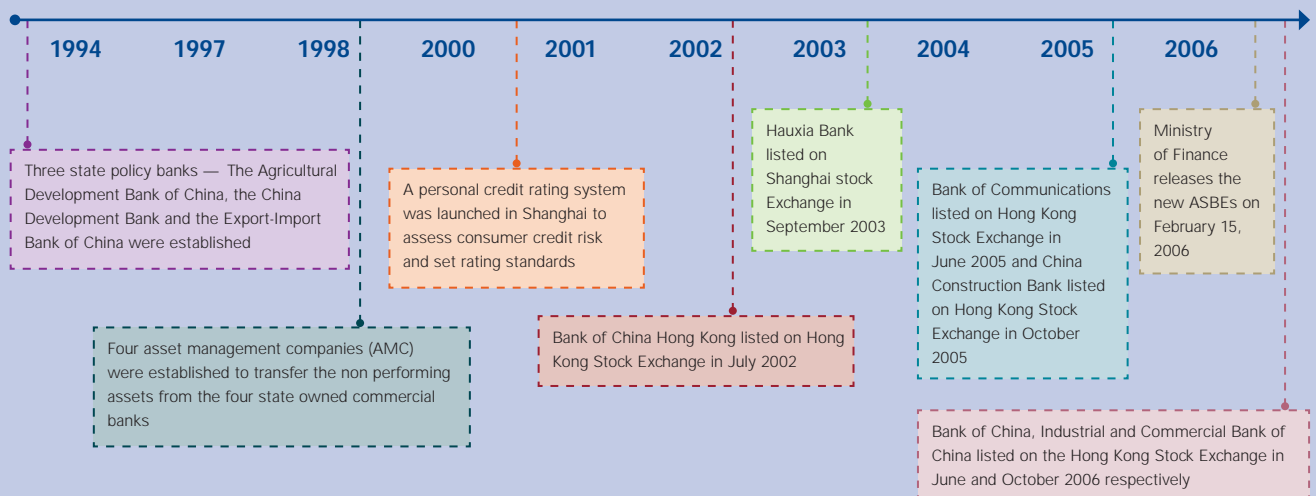 1994 1997 1998 2000 2001 2002 2003 2004 2005 2006
Three state policy banks — The Agricultural
Development Bank of China, the China
Development Bank and the Export-Import
Bank of China were established
Four asset management companies (AMC)
were established to transfer the non performing
assets from the four state owned commercial
banks
A personal credit rating system
was launched in Shanghai to
assess consumer credit risk
and set rating standards
Bank of China Hong Kong listed on Hong
Kong Stock Exchange in July 2002
Hauxia Bank
listed on
Shanghai stock
Exchange in
September 2003
Bank of Communications
listed on Hong Kong
Stock Exchange in
June 2005 and China
Construction Bank listed
on Hong Kong Stock
Exchange in October
2005
Ministry
of Finance
releases the
new ASBEs on
February 15,
2006
Bank of China, Industrial and Commercial Bank of
China listed on the Hong Kong Stock Exchange in
June and October 2006 respectively